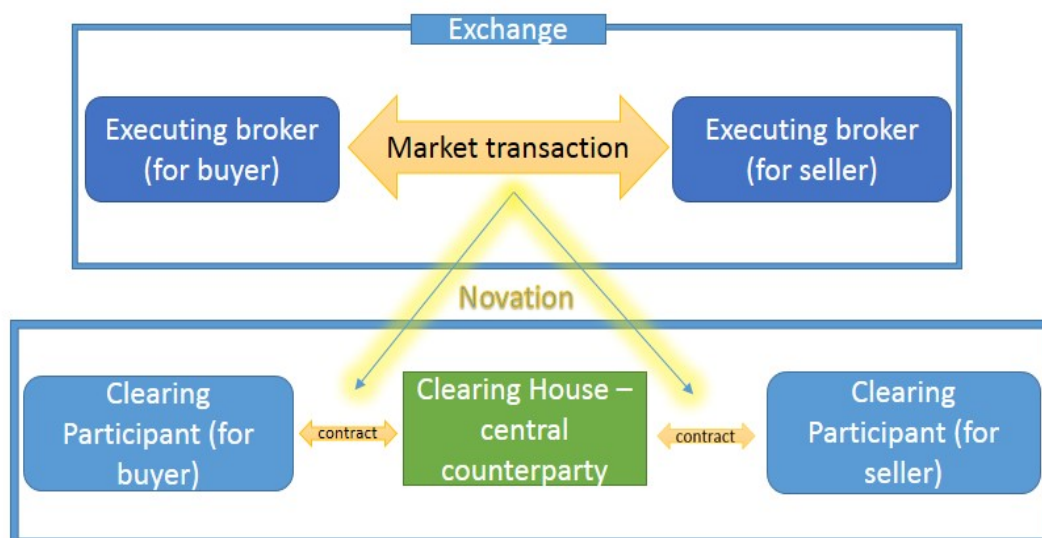 Exchange
Executing broker
(for buyer)
Market transaction
Executing broker
(for seller)
Novation
Clearing
Participant (for
buyer)
contract
Clearing House –
central
counterparty
contract
Clearing
Participant (for
seller)